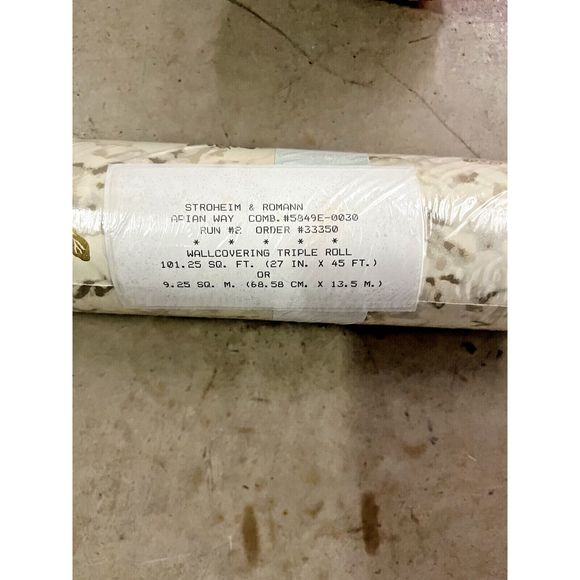 STROHEIM & ROMANN
APIAN WAY COMB.#5849E-0030
RUN #2 ORDER #33350
* * * * *
WALLCOVERING TRIPLE ROLL
101.25 SQ. FT. (27 IN. X 45 FT.)
OR
9.25 SQ. M. (68.58 CM. X 13.5 M.)